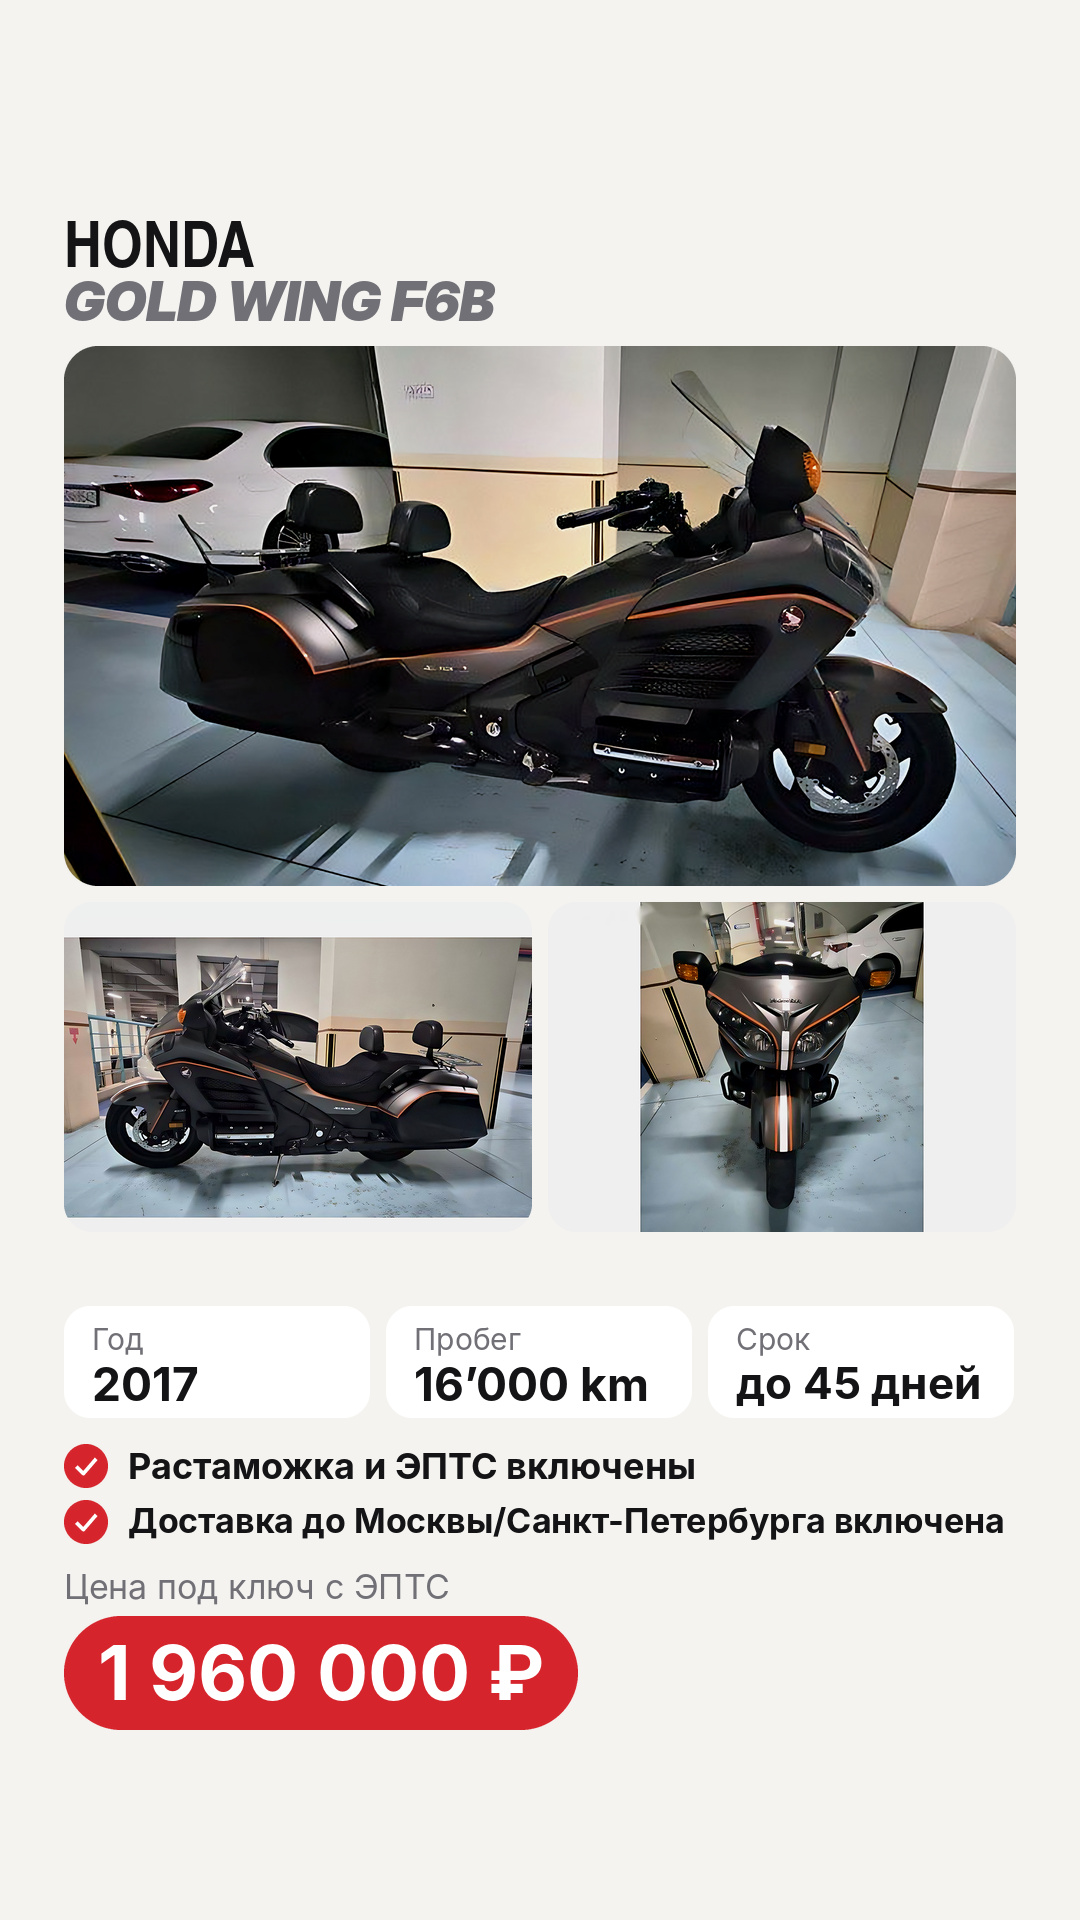 HONDA
GOLD WING F6B
Год
2017
Пробег
16’000 km
Срок
до 45 дней
Растаможка и ЭПТС включены
Доставка до Москвы/Санкт-Петербурга включена
Цена под ключ с ЭПТС
1 960 000 ₽